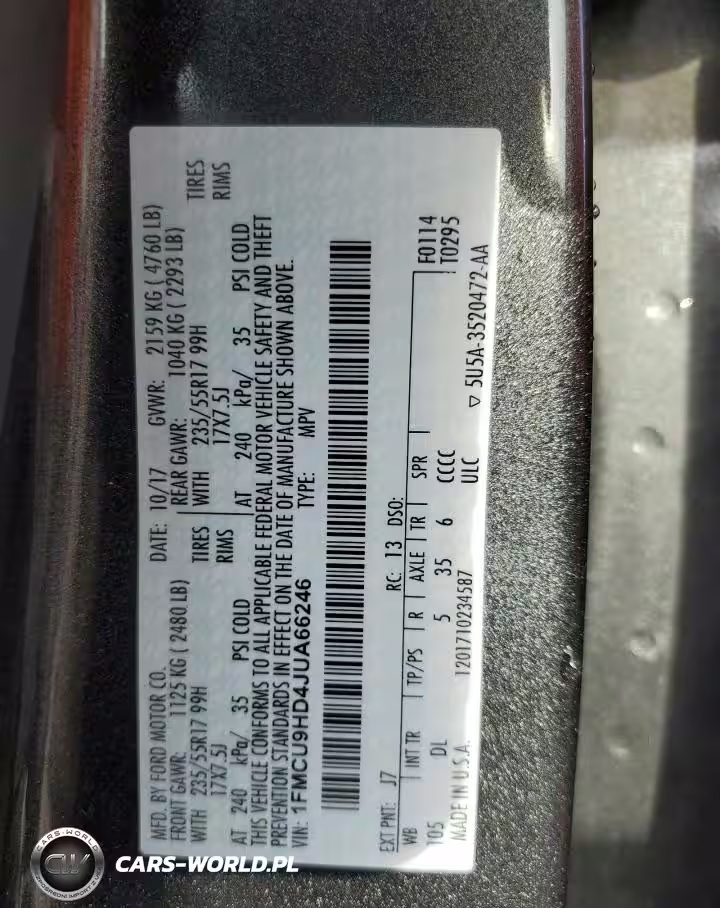 MFD. BY FORD MOTOR CO. DATE: 10/17 GVWR: 2159 KG ( 4760 LB)
FRONT GAWR: 1125 KG ( 2480 LB) REAR GAWR: 1040 KG ( 2293 LB)
WITH 235/55R17 99H TIRES WITH 235/55R17 99H TIRES
17X7.5J RIMS 17X7.5J RIMS
AT 240 kPa/ 35 PSI COLD AT 240 kPa/ 35 PSI COLD
THIS VEHICLE CONFORMS TO ALL APPLICABLE FEDERAL MOTOR VEHICLE SAFETY AND THEFT
PREVENTION STANDARDS IN EFFECT ON THE DATE OF MANUFACTURE SHOWN ABOVE.
VIN: 1FMCU9HD4JUA66246 TYPE: MPV
EXT PNT: J7 RC: 13 DSO: F0114
WB INT TR TP/PS R AXLE TR SPR T0295
105 DL 5 35 6 CCCC
MADE IN U.S.A. 1201710234587 ULC ▽ 5U5A-3520472-AA
CARS-WORLD
CW
CARS-WORLD.PL